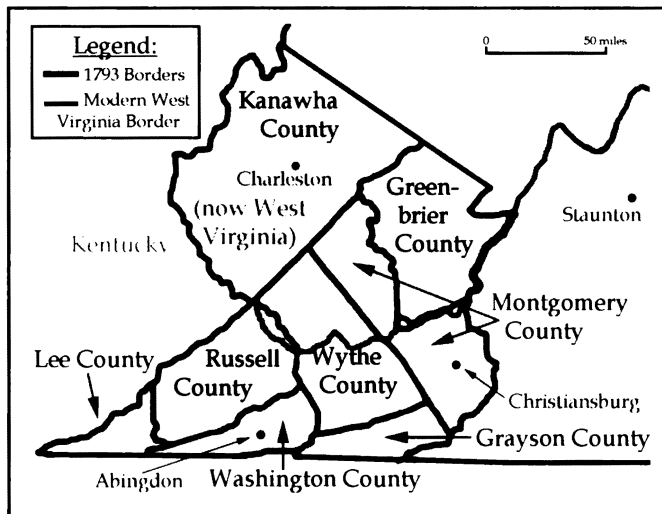 Legend:
1793 Borders
Modern West
Virginia Border
0 50 miles
Kanawha
County
Charleston
(now West
Virginia)
Green-
brier
County
Staunton
Kentucky
Montgomery
County
Lee County
Russell
County
Wythe
County
Christiansburg
Grayson County
Abingdon
Washington County